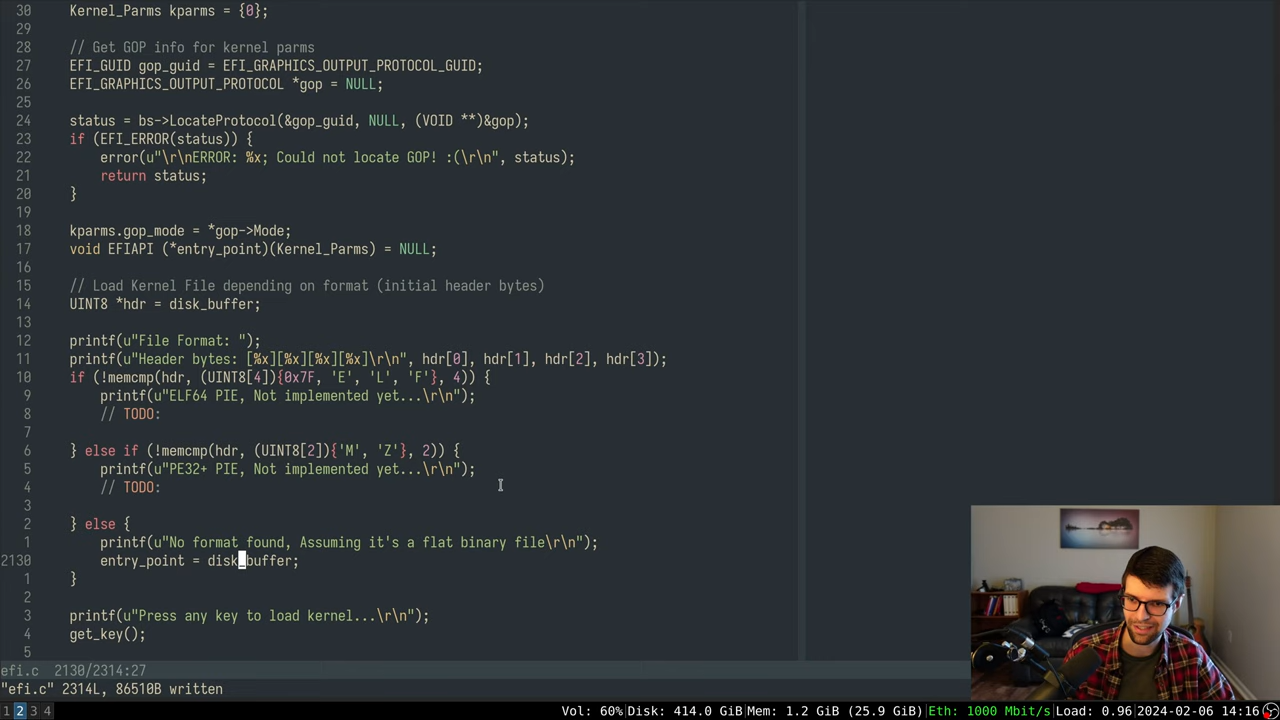 30 Kernel_Parms kparms = {0};
29
28 // Get GOP info for kernel parms
27 EFI_GUID gop_guid = EFI_GRAPHICS_OUTPUT_PROTOCOL_GUID;
26 EFI_GRAPHICS_OUTPUT_PROTOCOL *gop = NULL;
25
24 status = bs->LocateProtocol(&gop_guid, NULL, (VOID **)&gop);
23 if (EFI_ERROR(status)) {
22 error(u"\r\nERROR: %x; Could not locate GOP! :(\r\n", status);
21 return status;
20 }
19
18 kparms.gop_mode = *gop->Mode;
17 void EFIAPI (*entry_point)(Kernel_Parms) = NULL;
16
15 // Load Kernel File depending on format (initial header bytes)
14 UINT8 *hdr = disk_buffer;
13
12 printf(u"File Format: ");
11 printf(u"Header bytes: [%x][%x][%x][%x]\r\n", hdr[0], hdr[1], hdr[2], hdr[3]);
10 if (!memcmp(hdr, (UINT8[4]){0x7F, 'E', 'L', 'F'}, 4)) {
9 printf(u"ELF64 PIE, Not implemented yet...\r\n");
8 // TODO:
7
6 } else if (!memcmp(hdr, (UINT8[2]){'M', 'Z'}, 2)) {
5 printf(u"PE32+ PIE, Not implemented yet...\r\n");
4 // TODO:
3
2 } else {
1 printf(u"No format found, Assuming it's a flat binary file\r\n");
2130 entry_point = disk_buffer;
1 }
2
3 printf(u"Press any key to load kernel...\r\n");
4 get_key();
5
efi.c 2130/2314:27
"efi.c" 2314L, 86510B written
1 2 3 4 Vol: 60%|Disk: 414.0 GiB|Mem: 1.2 GiB (25.9 GiB)|Eth: 1000 Mbit/s|Load: 0.96|2024-02-06 14:16